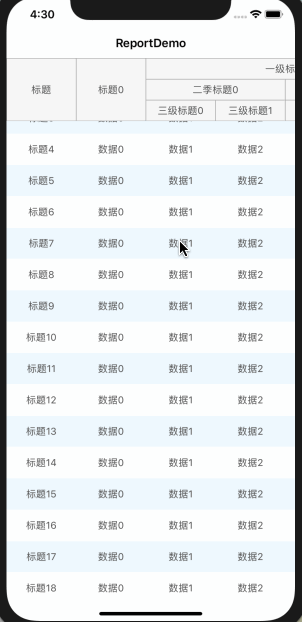 4:30
ReportDemo
标题 标题0 一级标
二季标题0
三级标题0 三级标题1
标题4 数据0 数据1 数据2
标题5 数据0 数据1 数据2
标题6 数据0 数据1 数据2
标题7 数据0 数据1 数据2
标题8 数据0 数据1 数据2
标题9 数据0 数据1 数据2
标题10 数据0 数据1 数据2
标题11 数据0 数据1 数据2
标题12 数据0 数据1 数据2
标题13 数据0 数据1 数据2
标题14 数据0 数据1 数据2
标题15 数据0 数据1 数据2
标题16 数据0 数据1 数据2
标题17 数据0 数据1 数据2
标题18 数据0 数据1 数据2